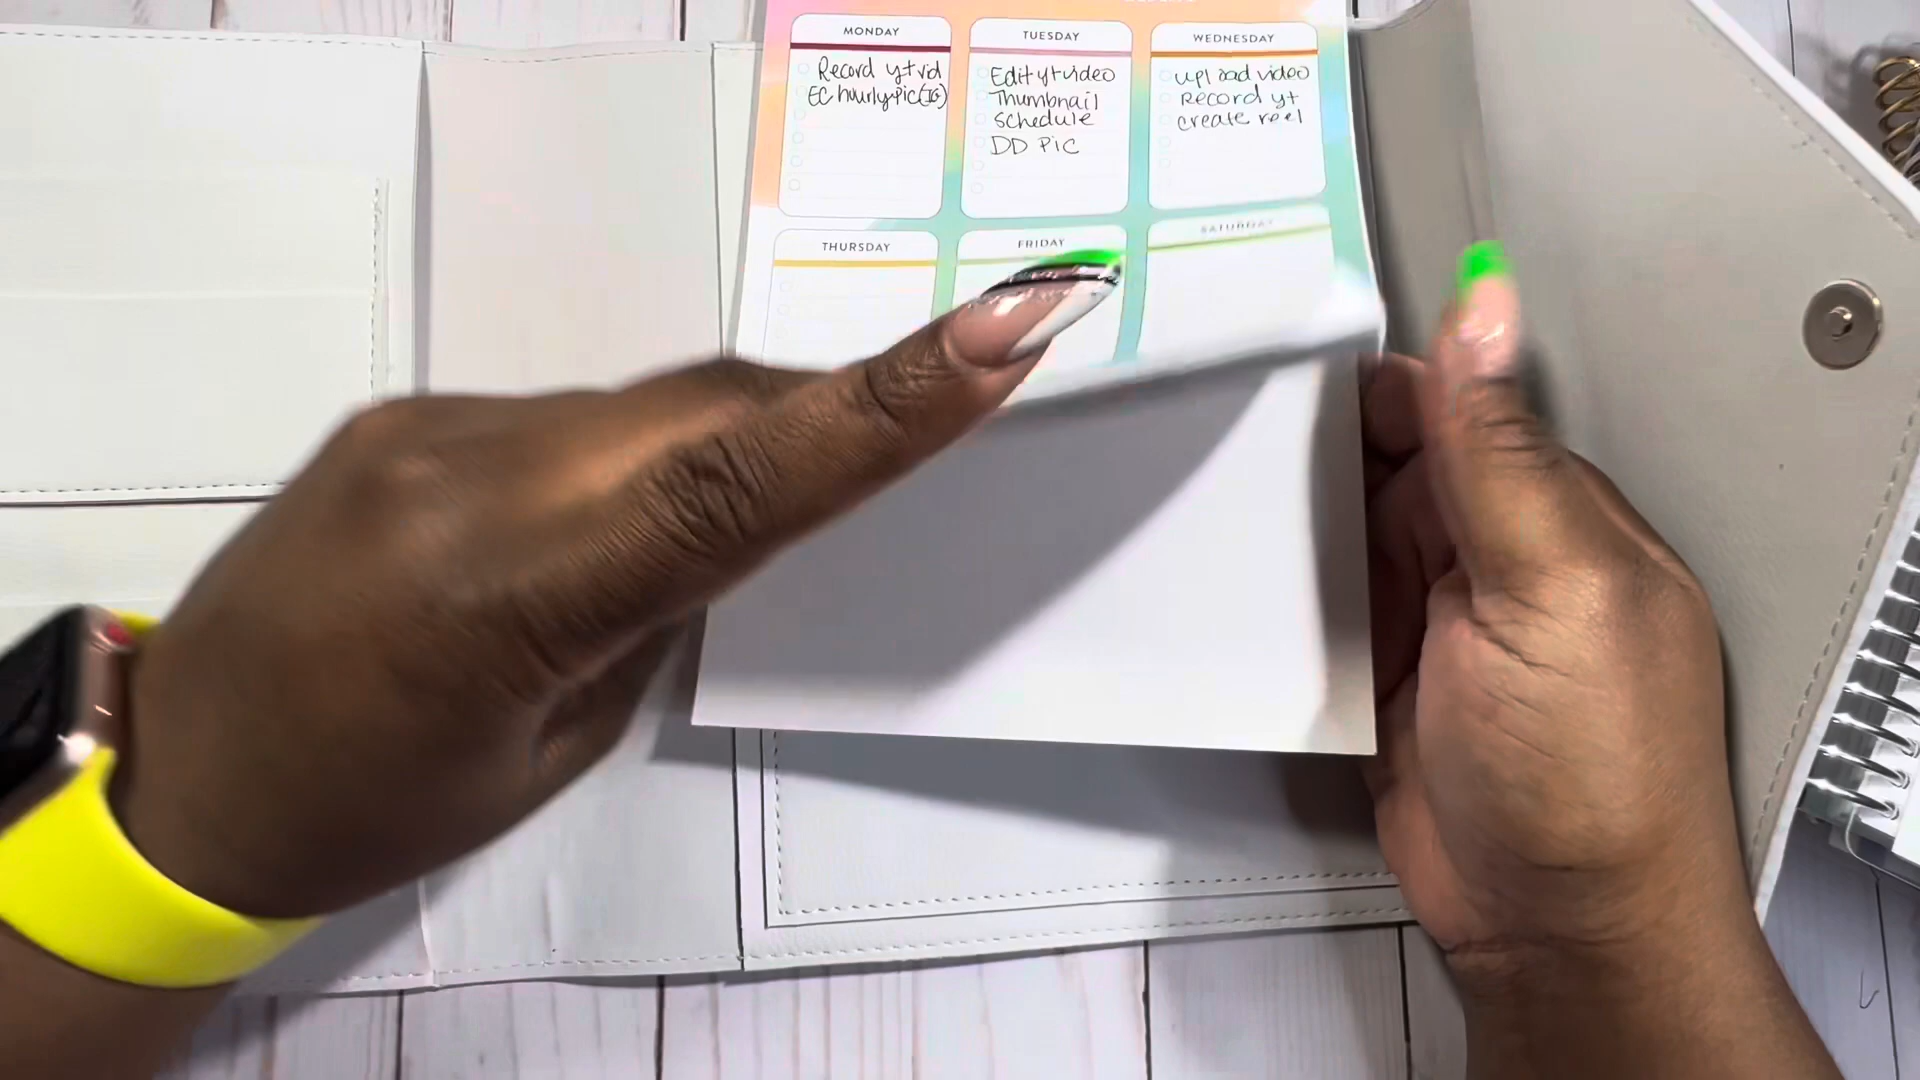 MONDAY
Record yt vid
EC hourly pic (IG)
TUESDAY
Edit yt video
Thumbnail
schedule
DD Pic
WEDNESDAY
upload video
Record yt
create reel
THURSDAY
FRIDAY
SATURDAY